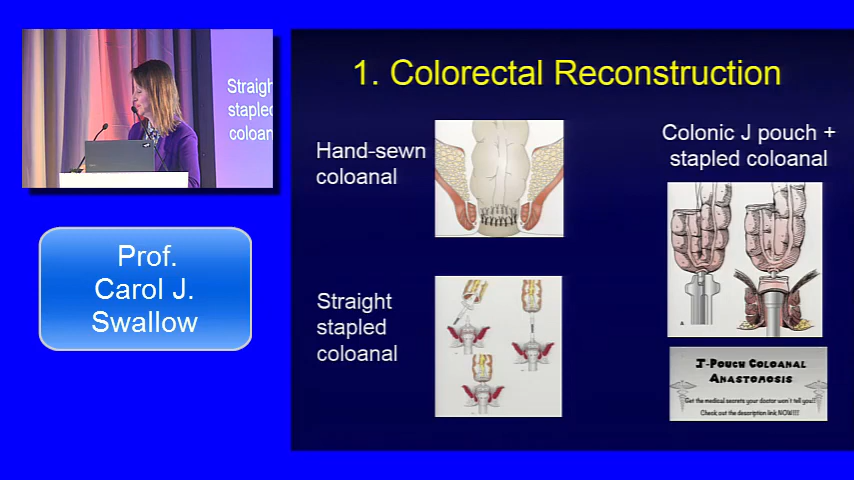 Straigh
stapled
coloan
Prof.
Carol J.
Swallow
1. Colorectal Reconstruction
Hand-sewn
coloanal
Straight
stapled
coloanal
Colonic J pouch +
stapled coloanal
A
J-Pouch Coloanal
Anastomosis
Get the medical secrets your doctor won't tell you!!
Check out the description link NOW!!!